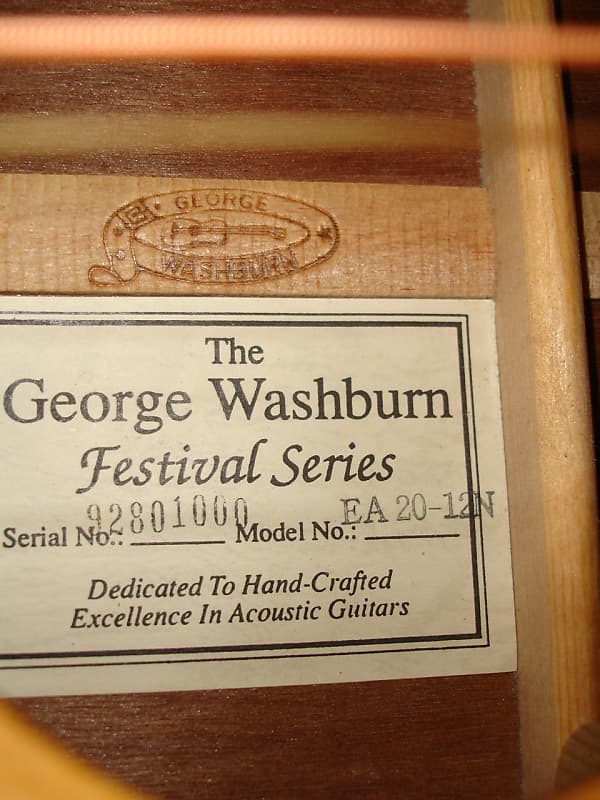 GEORGE
WASHBURN
The
George Washburn
Festival Series
Serial No.: 92801000 Model No.: EA 20-12N
Dedicated To Hand-Crafted
Excellence In Acoustic Guitars